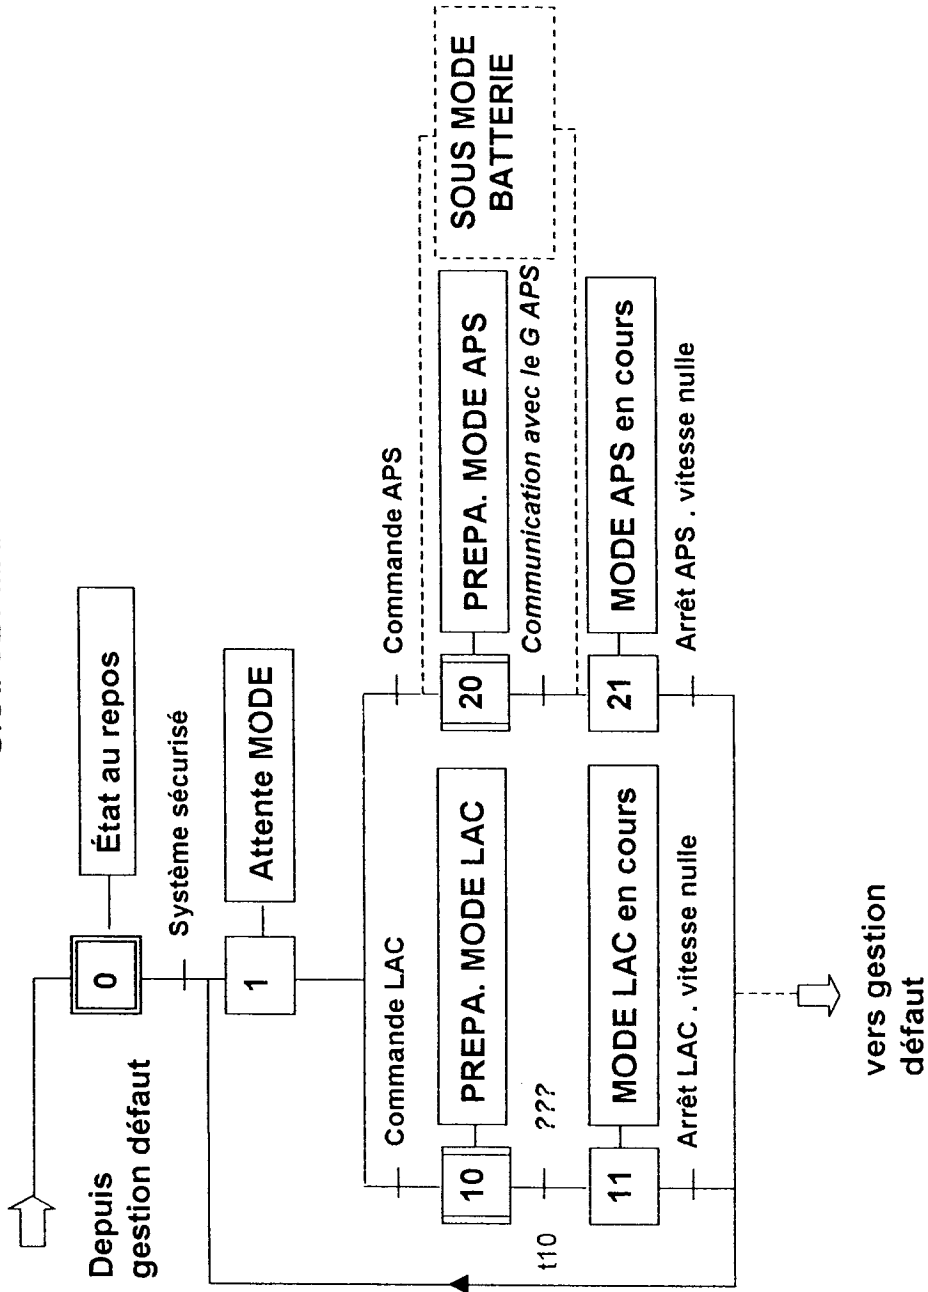 Depuis
gestion défaut
0
État au repos
Système sécurisé
1
Attente MODE
Commande LAC
Commande APS
10
PREPA. MODE LAC
20
PREPA. MODE APS
SOUS MODE
BATTERIE
t10
???
Communication avec le G APS
11
MODE LAC en cours
21
MODE APS en cours
Arrêt LAC . vitesse nulle
Arrêt APS . vitesse nulle
vers gestion
défaut